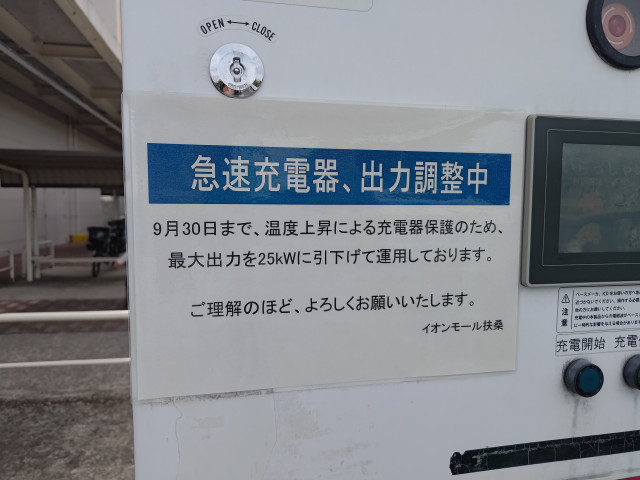 OPEN ⟷ CLOSE
急速充電器、出力調整中
9月30日まで、温度上昇による充電器保護のため、
最大出力を25kWに引下げて運用しております。
ご理解のほど、よろしくお願いいたします。
イオンモール扶桑
注意
充電開始 充電